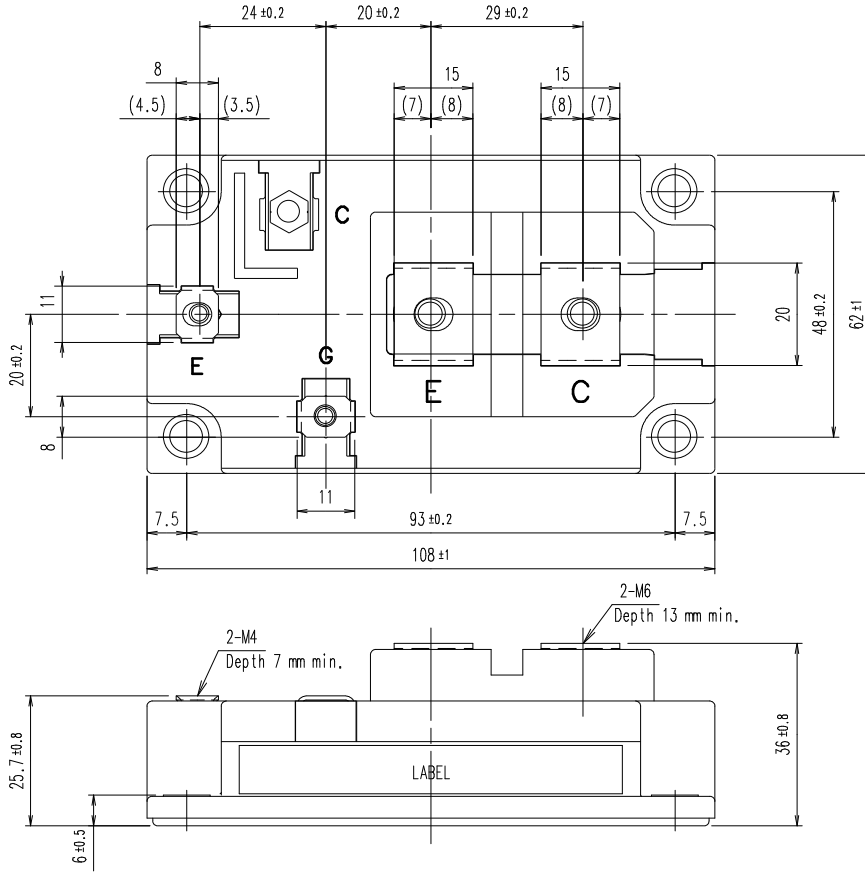 24 ±0.2
20 ±0.2
29 ±0.2
8
15
15
(4.5)
(3.5)
(7)
(8)
(8)
(7)
C
11
20 ±0.2
8
E
G
E
C
20
48 ±0.2
62 ±1
11
7.5
93 ±0.2
7.5
108 ±1
2-M4
Depth 7 mm min.
2-M6
Depth 13 mm min.
25.7 ±0.8
6 ±0.5
LABEL
36 ±0.8